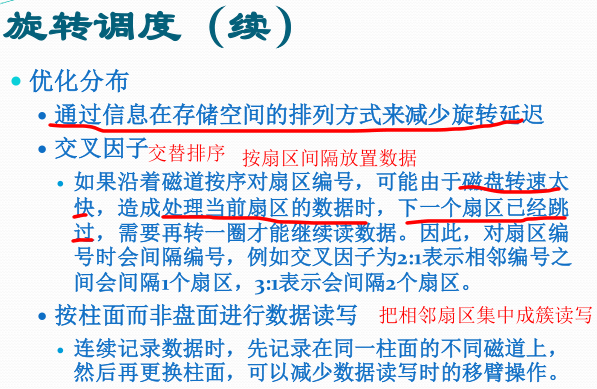 旋转调度（续）
优化分布
通过信息在存储空间的排列方式来减少旋转延迟
交叉因子交替排序 按扇区间隔放置数据
如果沿着磁道按序对扇区编号，可能由于磁盘转速太
快，造成处理当前扇区的数据时，下一个扇区已经跳
过，需要再转一圈才能继续读数据。因此，对扇区编
号时会间隔编号，例如交叉因子为2:1表示相邻编号之
间会间隔1个扇区，3:1表示会间隔2个扇区。
按柱面而非盘面进行数据读写 把相邻扇区集中成簇读写
连续记录数据时，先记录在同一柱面的不同磁道上，
然后再更换柱面，可以减少数据读写时的移臂操作。